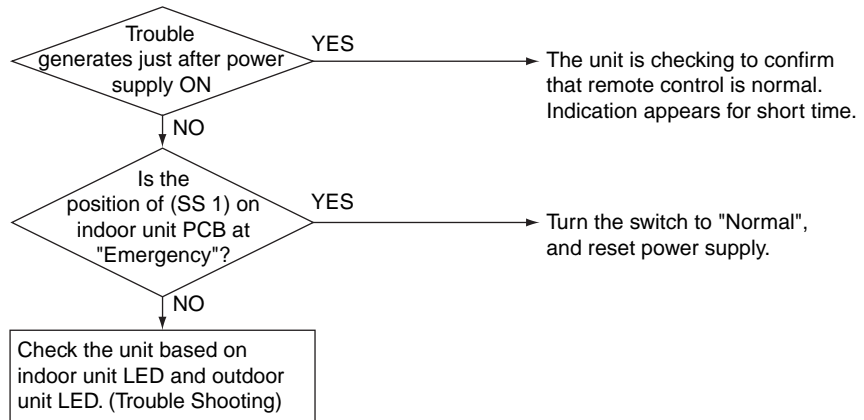 Trouble
generates just after power
supply ON
YES
The unit is checking to confirm
that remote control is normal.
Indication appears for short time.
NO
Is the
position of (SS 1) on
indoor unit PCB at
"Emergency"?
YES
Turn the switch to "Normal",
and reset power supply.
NO
Check the unit based on
indoor unit LED and outdoor
unit LED. (Trouble Shooting)